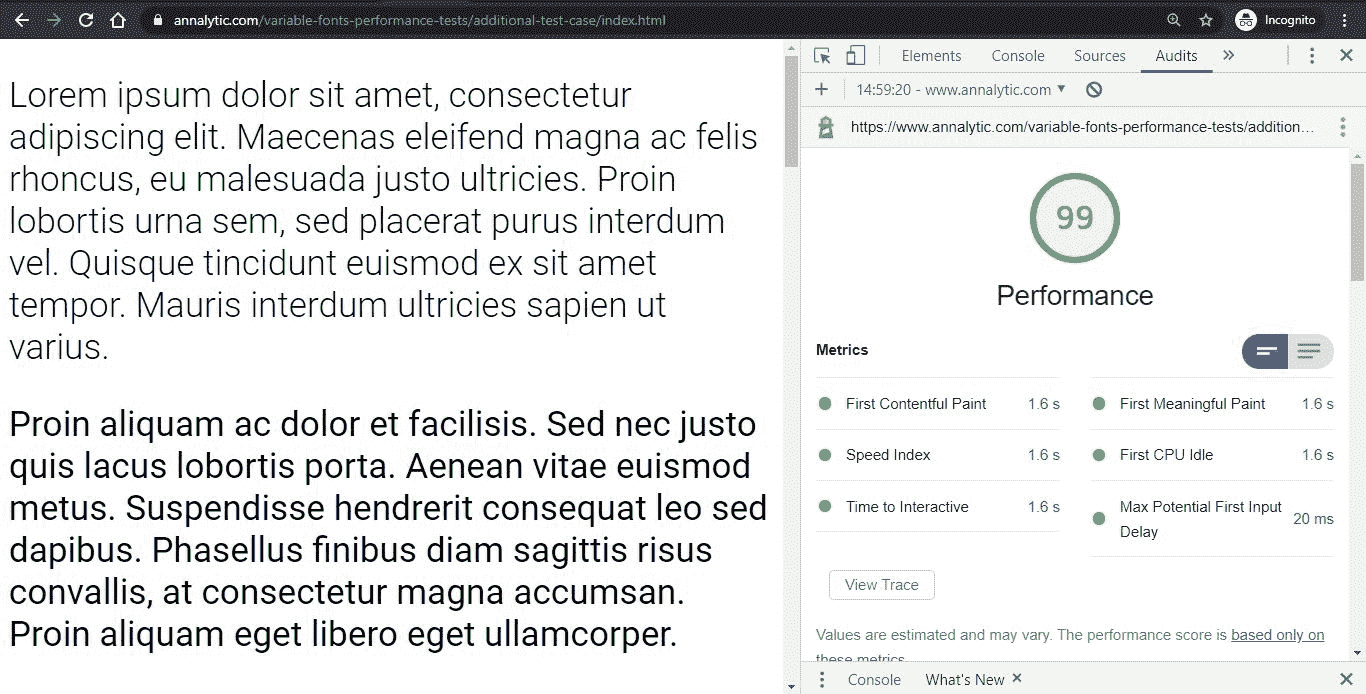 annalytic.com/variable-fonts-performance-tests/additional-test-case/index.html
Incognito
Lorem ipsum dolor sit amet, consectetur
adipiscing elit. Maecenas eleifend magna ac felis
rhoncus, eu malesuada justo ultricies. Proin
lobortis urna sem, sed placerat purus interdum
vel. Quisque tincidunt euismod ex sit amet
tempor. Mauris interdum ultricies sapien ut
varius.
Proin aliquam ac dolor et facilisis. Sed nec justo
quis lacus lobortis porta. Aenean vitae euismod
metus. Suspendisse hendrerit consequat leo sed
dapibus. Phasellus finibus diam sagittis risus
convallis, at consectetur magna accumsan.
Proin aliquam eget libero eget ullamcorper.
Elements Console Sources Audits
14:59:20 - www.annalytic.com
https://www.annalytic.com/variable-fonts-performance-tests/addition...
99
Performance
Metrics
First Contentful Paint 1.6 s
First Meaningful Paint 1.6 s
Speed Index 1.6 s
First CPU Idle 1.6 s
Time to Interactive 1.6 s
Max Potential First Input
Delay
20 ms
View Trace
Values are estimated and may vary. The performance score is based only on
these metrics.
Console What's New